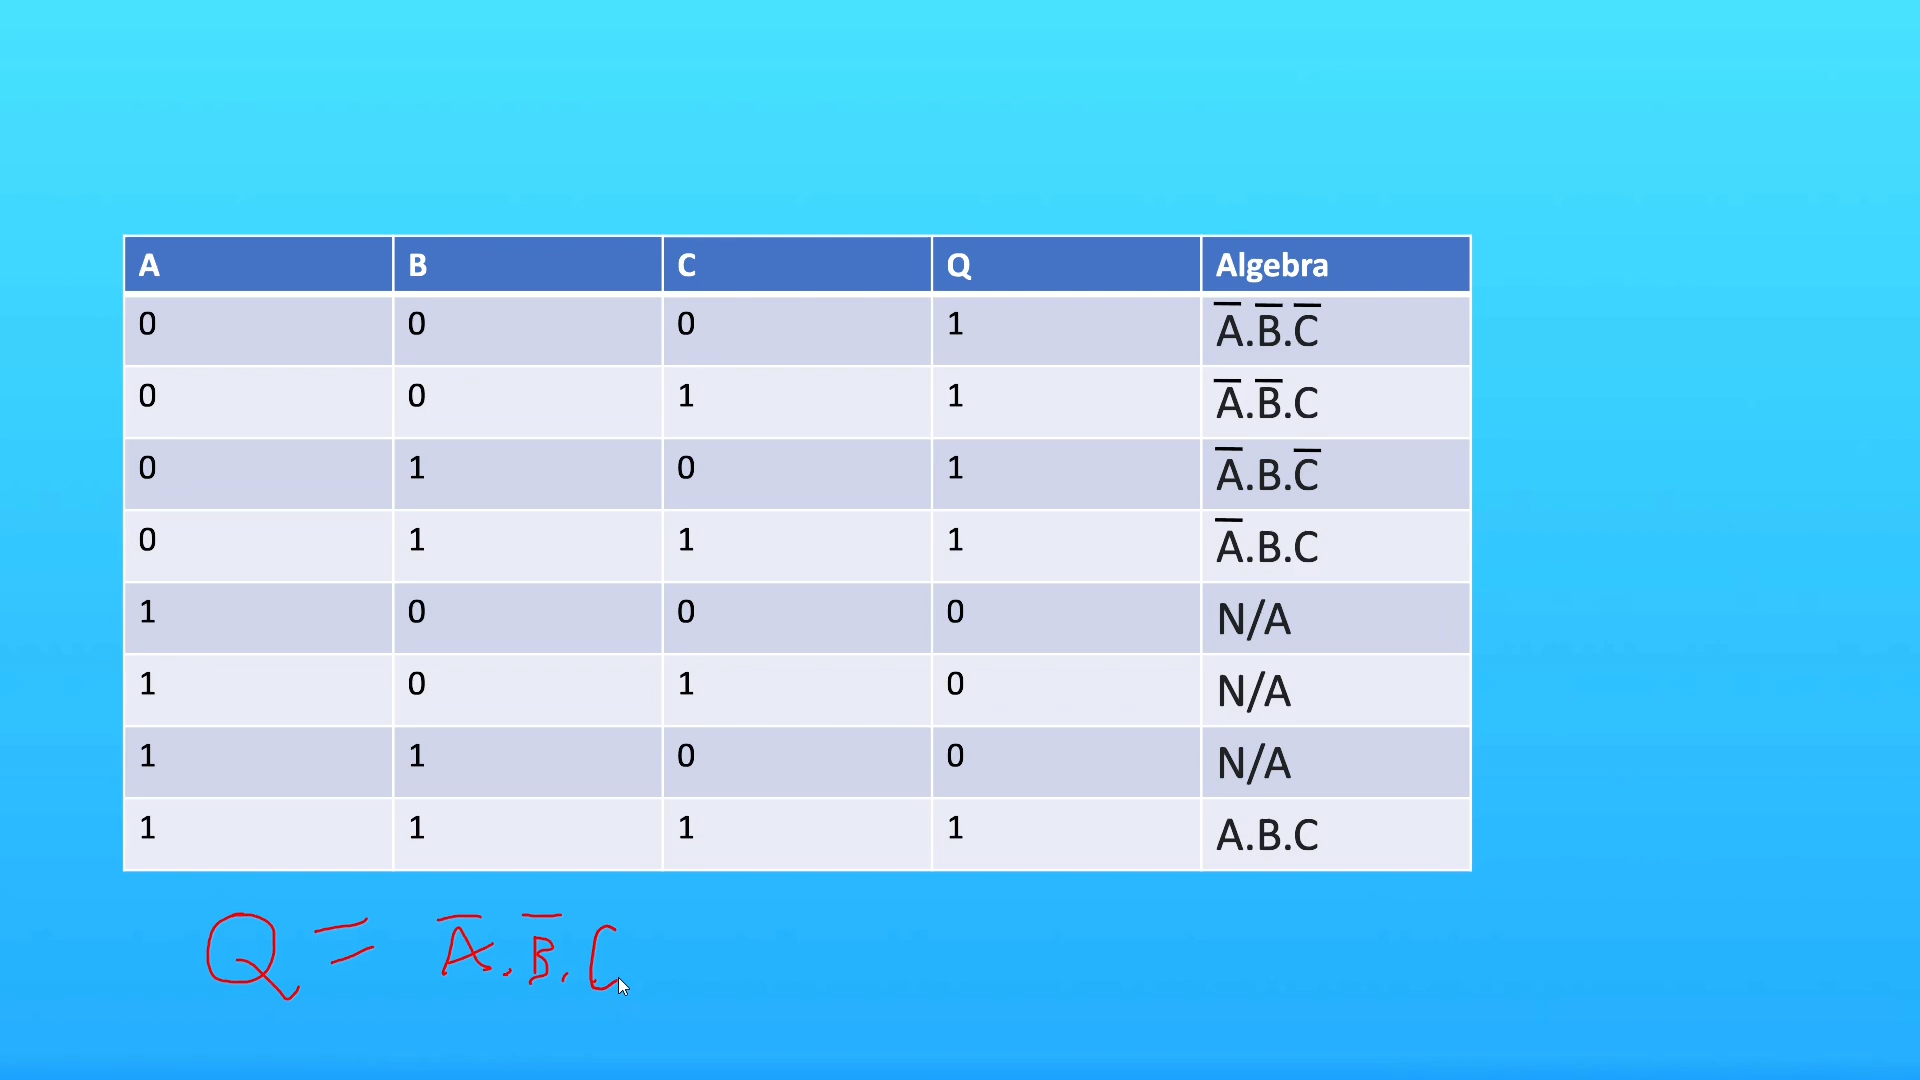 A B C Q Algebra
0 0 0 1 A̅.B̅.C̅
0 0 1 1 A̅.B̅.C
0 1 0 1 A̅.B.C̅
0 1 1 1 A̅.B.C
1 0 0 0 N/A
1 0 1 0 N/A
1 1 0 0 N/A
1 1 1 1 A.B.C
Q = A̅.B̅.C